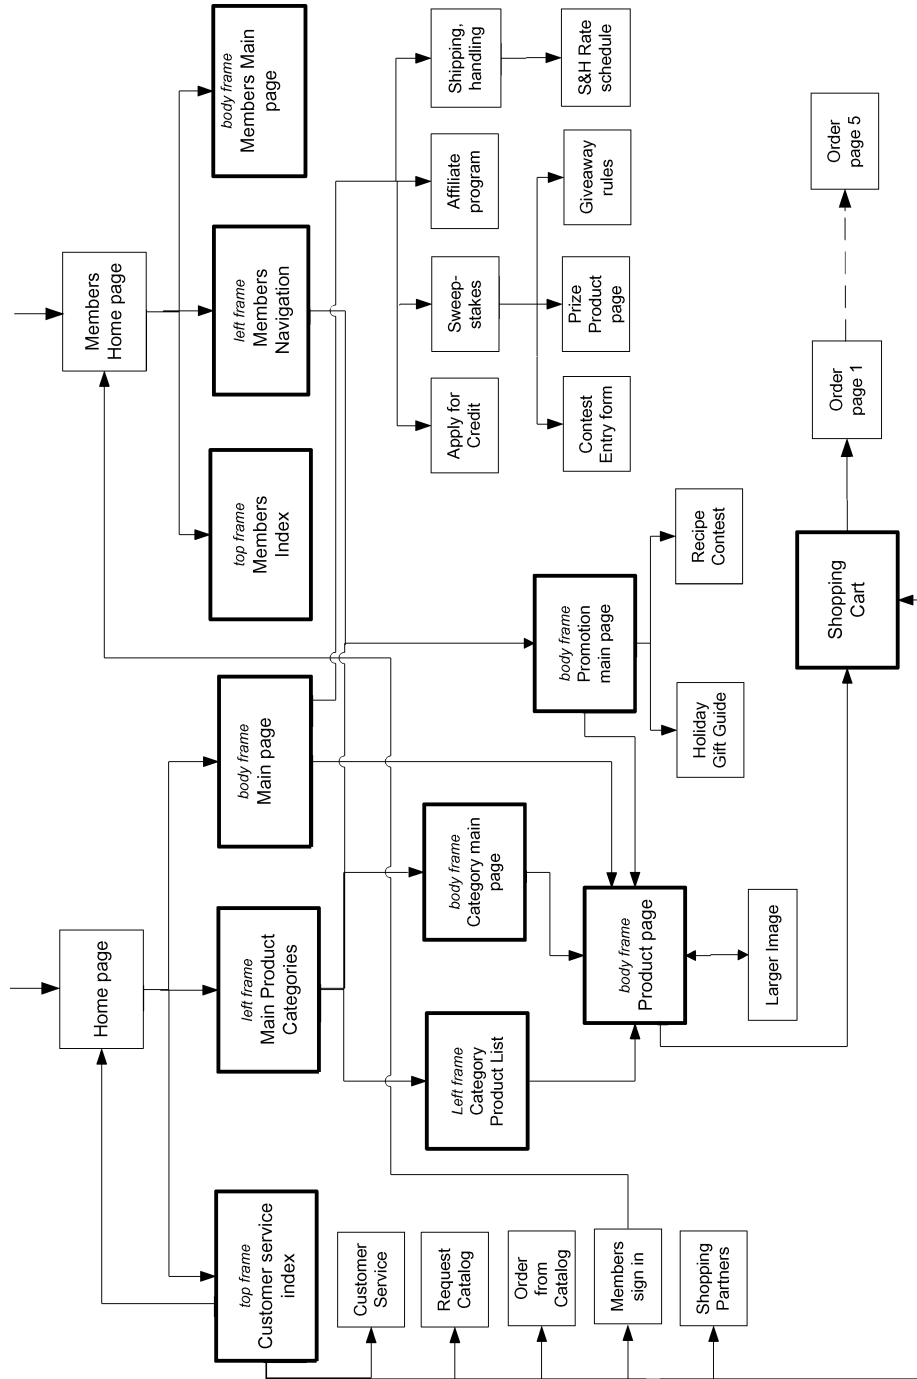 Home page
Members
Home page
top frame
Customer service
index
left frame
Main Product
Categories
body frame
Main page
top frame
Members
Index
left frame
Members
Navigation
body frame
Members Main
page
Customer
Service
Request
Catalog
Order
from
Catalog
Members
sign in
Shopping
Partners
Left frame
Category
Product List
body frame
Category main
page
Apply for
Credit
Sweep-
stakes
Affiliate
program
Shipping,
handling
body frame
Product page
body frame
Promotion
main page
Contest
Entry form
Prize
Product
page
Giveaway
rules
S&H Rate
schedule
Larger Image
Holiday
Gift Guide
Recipe
Contest
Shopping
Cart
Order
page 1
Order
page 5